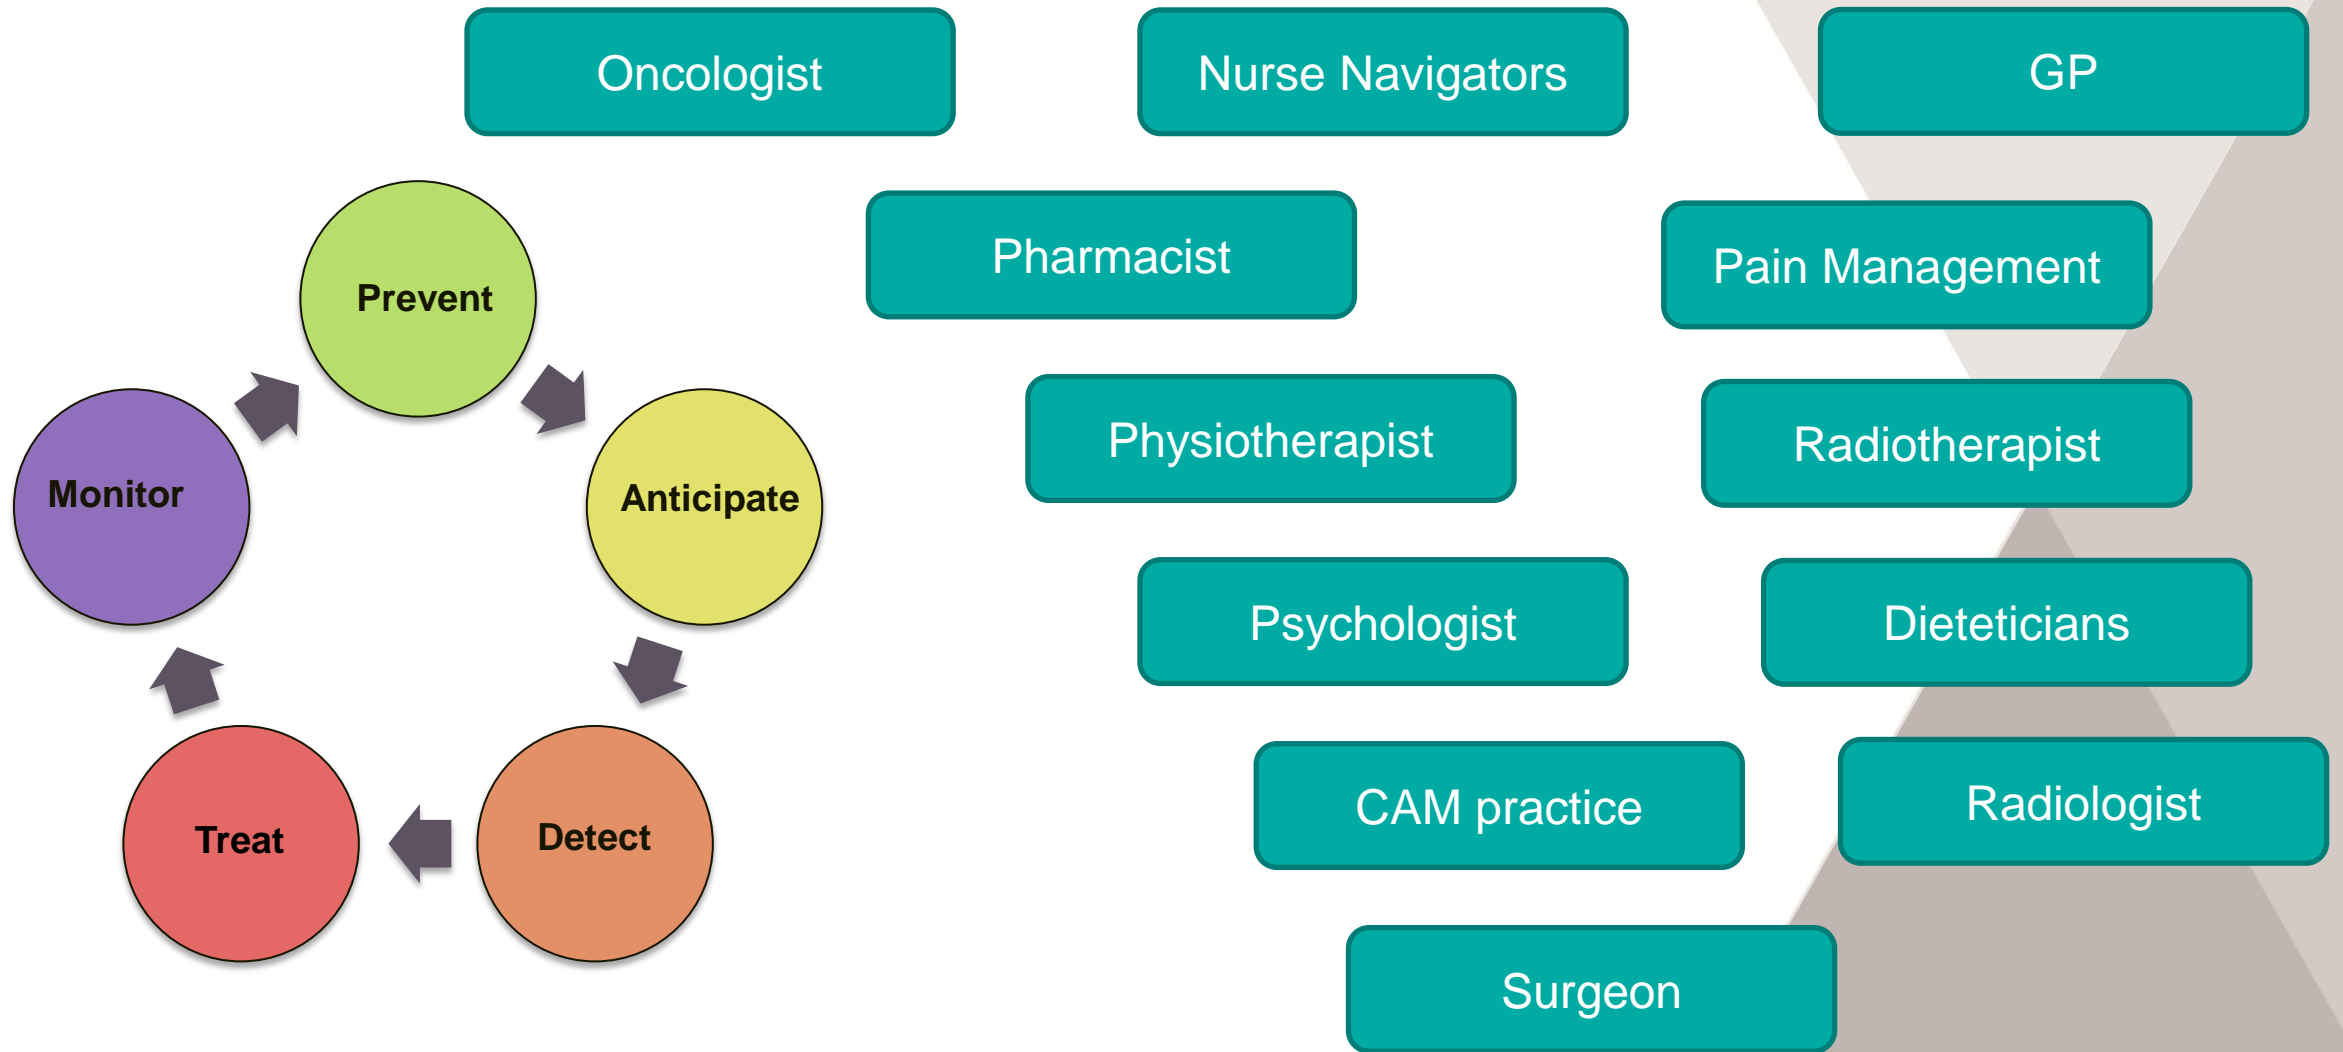 Oncologist
Nurse Navigators
GP
Pharmacist
Pain Management
Prevent
Physiotherapist
Radiotherapist
Monitor
Anticipate
Psychologist
Dieteticians
CAM practice
Radiologist
Treat
Detect
Surgeon